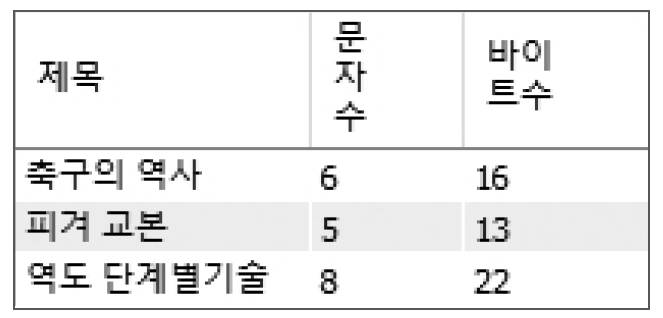 제목 문자수 바이트수
축구의 역사 6 16
피겨 교본 5 13
역도 단계별기술 8 22